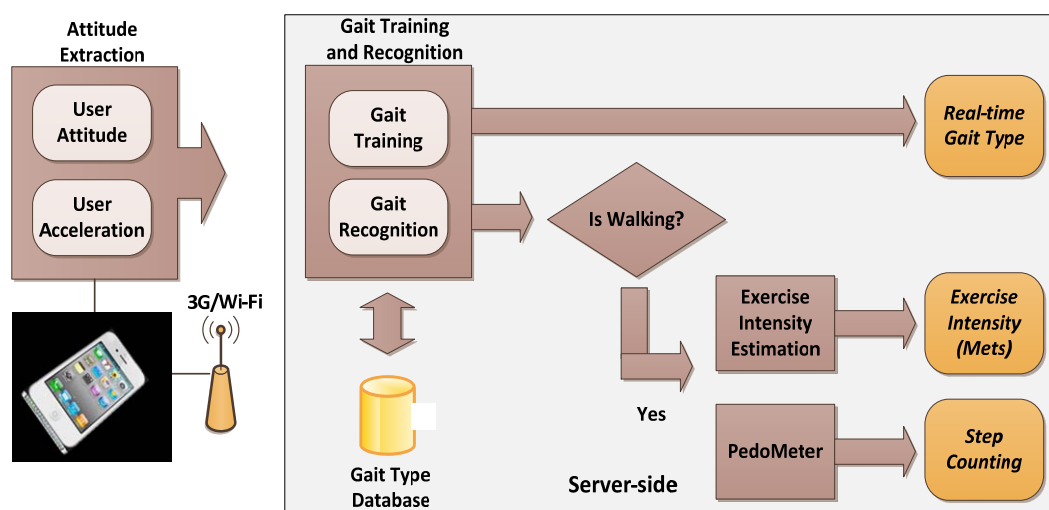 Attitude
Extraction
User
Attitude
User
Acceleration
3G/Wi-Fi
Gait Training
and Recognition
Gait
Training
Gait
Recognition
Is Walking?
Real-time
Gait Type
Exercise
Intensity
Estimation
Exercise
Intensity
(Mets)
Yes
PedoMeter
Step
Counting
Gait Type
Database
Server-side